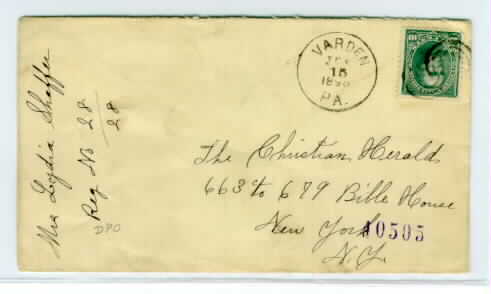 VARDEN
15
PA.
The Christian Herald
663 to 679 Bible House
New York
N.Y.
10505
Mrs Lydia Shaffer
Reg No 28
28
DPO